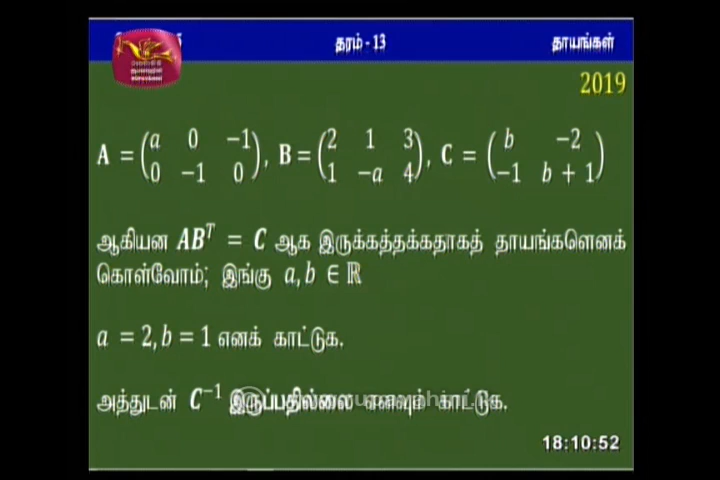 தரம் - 13 தாயங்கள்
2019
A = (a 0 -1 / 0 -1 0), B = (2 1 3 / 1 -a 4), C = (b -2 / -1 b + 1)
ஆகியன AB^T = C ஆக இருக்கத்தக்கதாகத் தாயங்களெனக்
கொள்வோம்; இங்கு a, b ∈ ℝ
a = 2, b = 1 எனக் காட்டுக.
அத்துடன் C^-1 இருப்பதில்லை எனவும் காட்டுக.
18:10:52